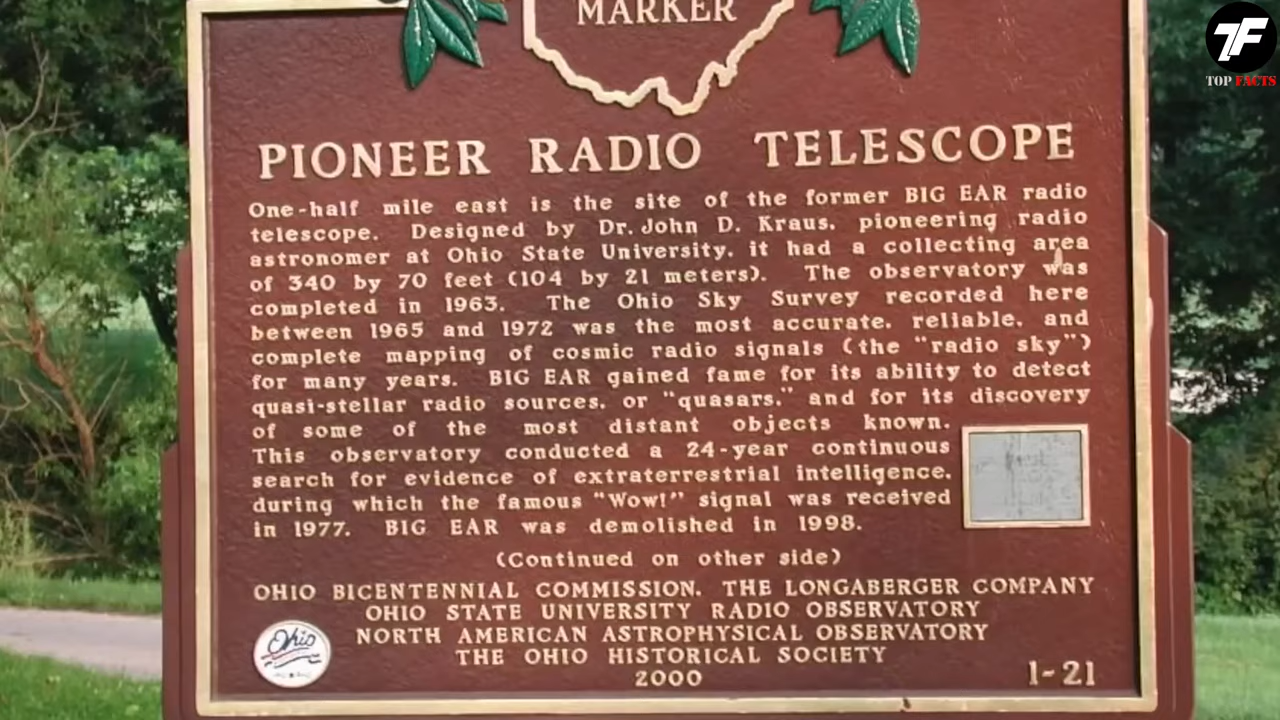 MARKER
TF
TOP FACTS
PIONEER RADIO TELESCOPE
One-half mile east is the site of the former BIG EAR radio
telescope. Designed by Dr. John D. Kraus, pioneering radio
astronomer at Ohio State University, it had a collecting area
of 340 by 70 feet (104 by 21 meters). The observatory was
completed in 1963. The Ohio Sky Survey recorded here
between 1965 and 1972 was the most accurate, reliable, and
complete mapping of cosmic radio signals (the "radio sky")
for many years. BIG EAR gained fame for its ability to detect
quasi-stellar radio sources, or "quasars," and for its discovery
of some of the most distant objects known.
This observatory conducted a 24-year continuous
search for evidence of extraterrestrial intelligence,
during which the famous "Wow!" signal was received
in 1977. BIG EAR was demolished in 1998.
(Continued on other side)
OHIO BICENTENNIAL COMMISSION, THE LONGABERGER COMPANY
OHIO STATE UNIVERSITY RADIO OBSERVATORY
NORTH AMERICAN ASTROPHYSICAL OBSERVATORY
THE OHIO HISTORICAL SOCIETY
2000
1-21
Ohio